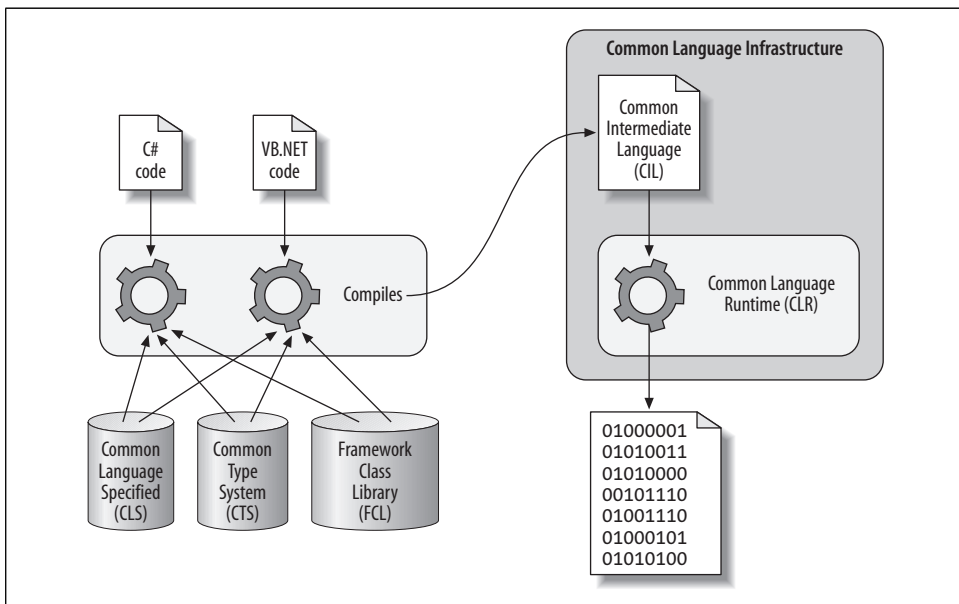 Common Language Infrastructure
Common
Intermediate
Language
(CIL)
C#
code
VB.NET
code
Compiles
Common Language
Runtime (CLR)
Common
Language
Specified
(CLS)
Common
Type
System
(CTS)
Framework
Class
Library
(FCL)
01000001
01010011
01010000
00101110
01001110
01000101
01010100